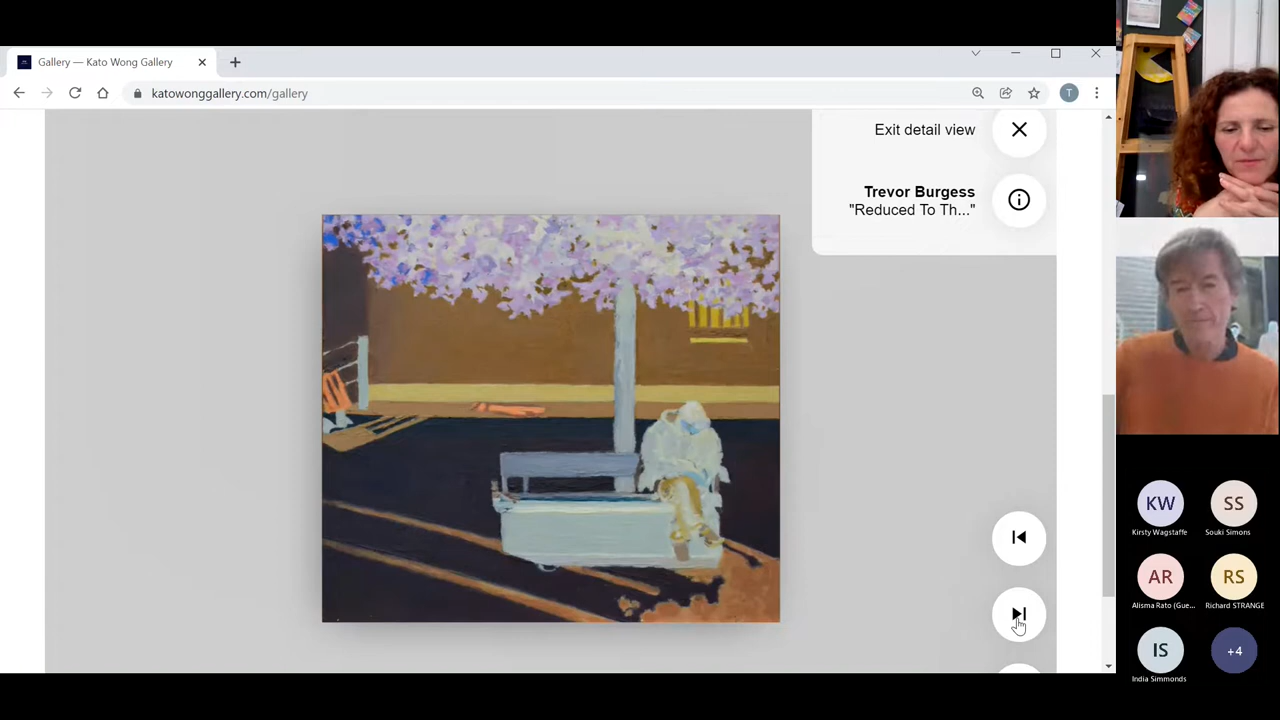 Gallery — Kato Wong Gallery
katowonggallery.com/gallery
T
Exit detail view
Trevor Burgess
"Reduced To Th..."
KW
Kirsty Wagstaffe
SS
Souki Simons
AR
Alisma Rato (Gue...
RS
Richard STRANGE
IS
India Simmonds
+4